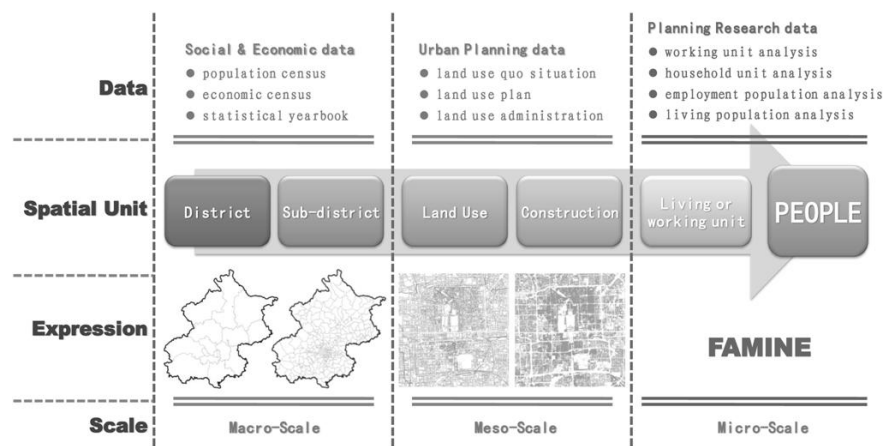 Data
Social & Economic data
● population census
● economic census
● statistical yearbook
Urban Planning data
● land use quo situation
● land use plan
● land use administration
Planning Research data
● working unit analysis
● household unit analysis
● employment population analysis
● living population analysis
Spatial Unit
District
Sub-district
Land Use
Construction
Living or
working unit
PEOPLE
Expression
FAMINE
Scale
Macro-Scale
Meso-Scale
Micro-Scale